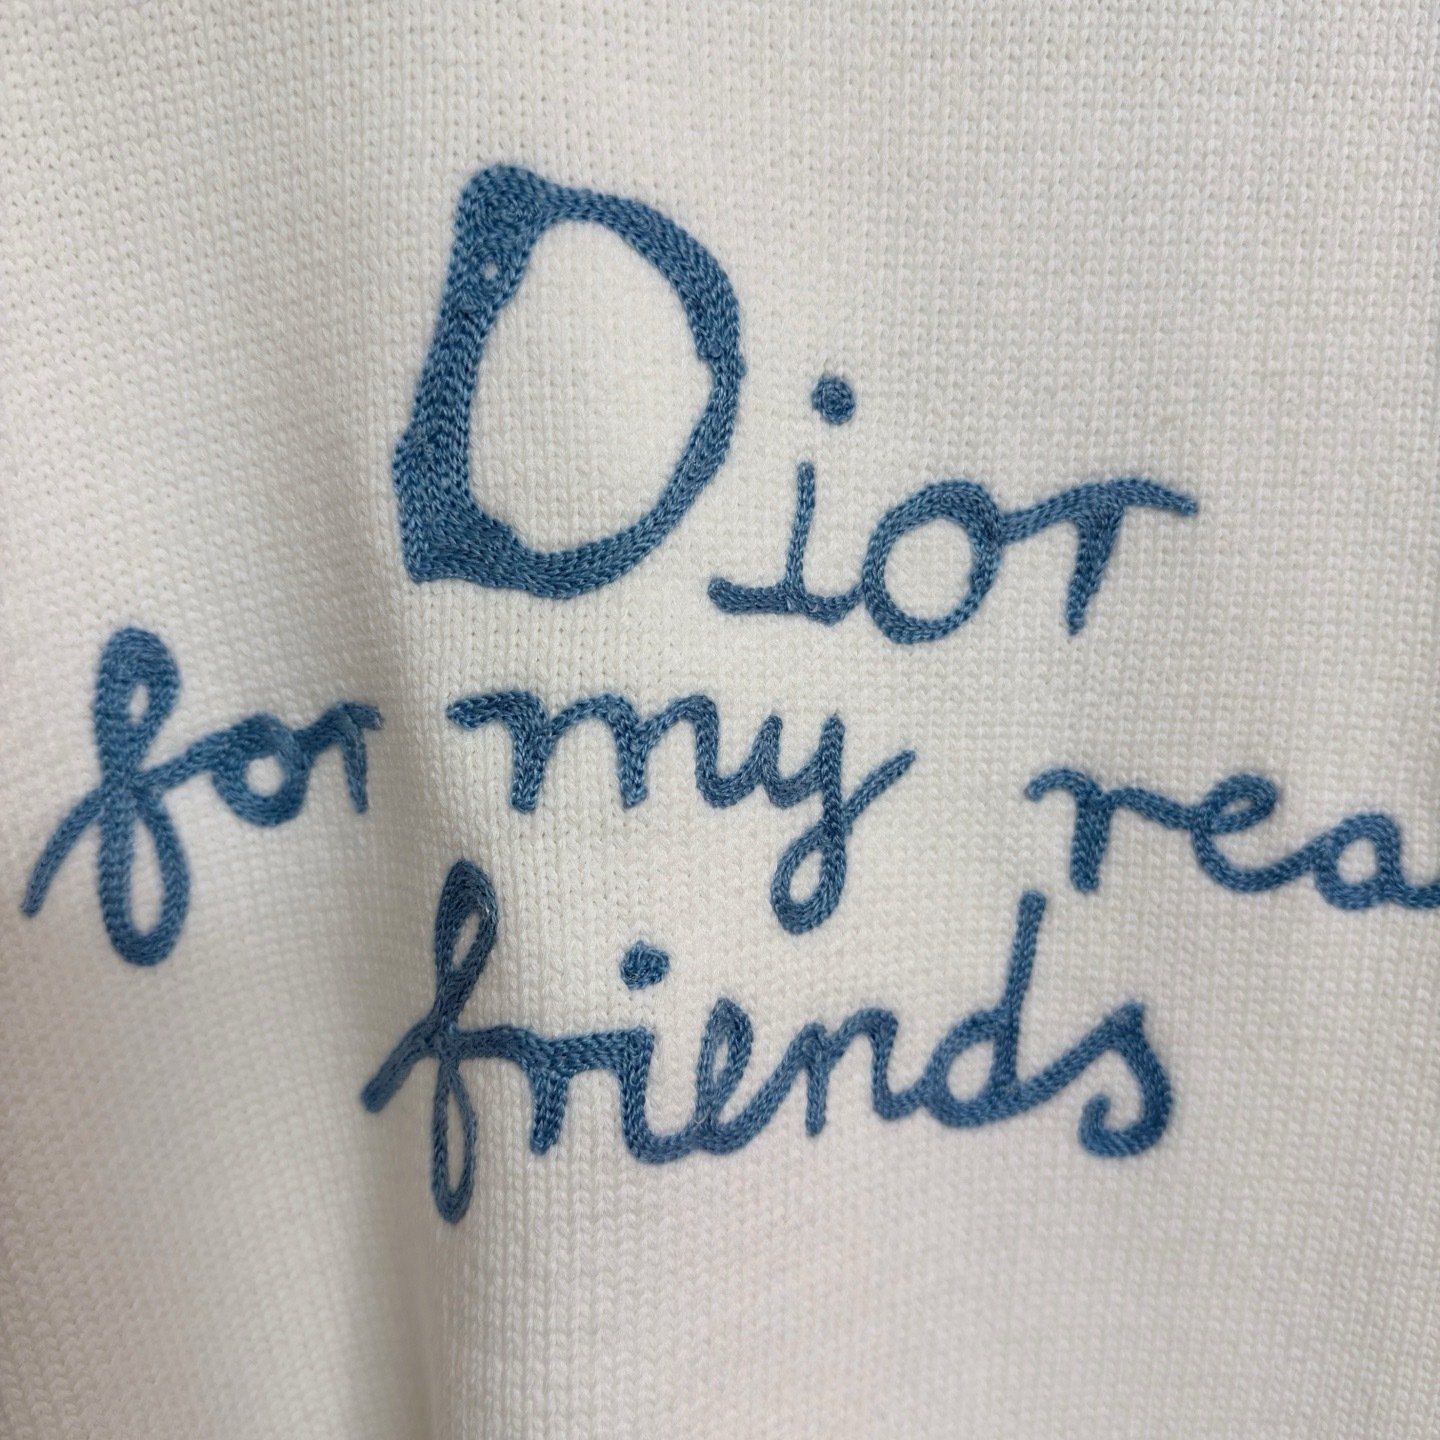 Dior
for my rea
friends